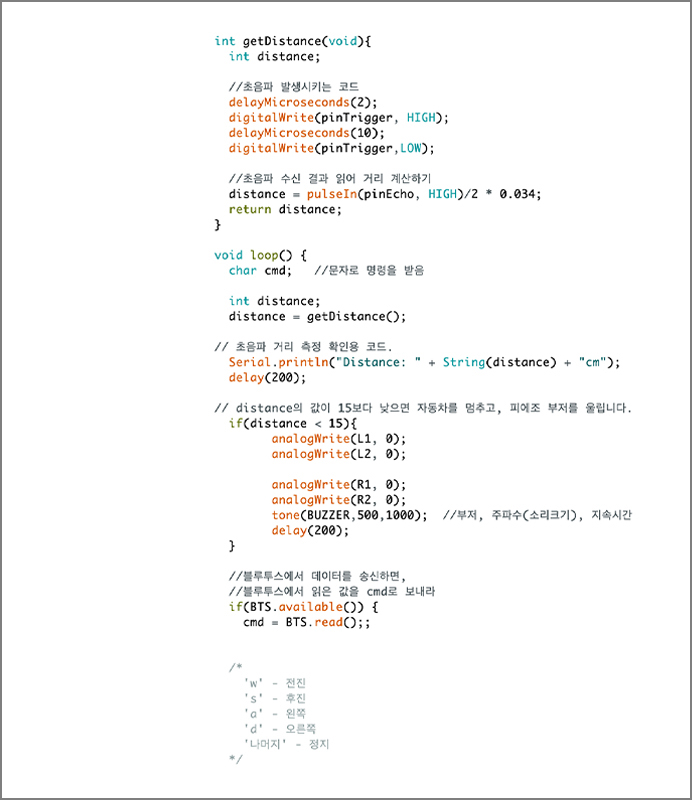 int getDistance(void){
int distance;
//초음파 발생시키는 코드
delayMicroseconds(2);
digitalWrite(pinTrigger, HIGH);
delayMicroseconds(10);
digitalWrite(pinTrigger,LOW);
//초음파 수신 결과 읽어 거리 계산하기
distance = pulseIn(pinEcho, HIGH)/2 * 0.034;
return distance;
}
void loop() {
char cmd;   //문자로 명령을 받음
int distance;
distance = getDistance();
// 초음파 거리 측정 확인용 코드.
Serial.println("Distance: " + String(distance) + "cm");
delay(200);
// distance의 값이 15보다 낮으면 자동차를 멈추고, 피에조 부저를 울립니다.
if(distance < 15){
analogWrite(L1, 0);
analogWrite(L2, 0);
analogWrite(R1, 0);
analogWrite(R2, 0);
tone(BUZZER,500,1000);  //부저, 주파수(소리크기), 지속시간
delay(200);
}
//블루투스에서 데이터를 송신하면,
//블루투스에서 읽은 값을 cmd로 보내라
if(BTS.available()) {
cmd = BTS.read();;
/*
'w' - 전진
's' - 후진
'a' - 왼쪽
'd' - 오른쪽
'나머지' - 정지
*/